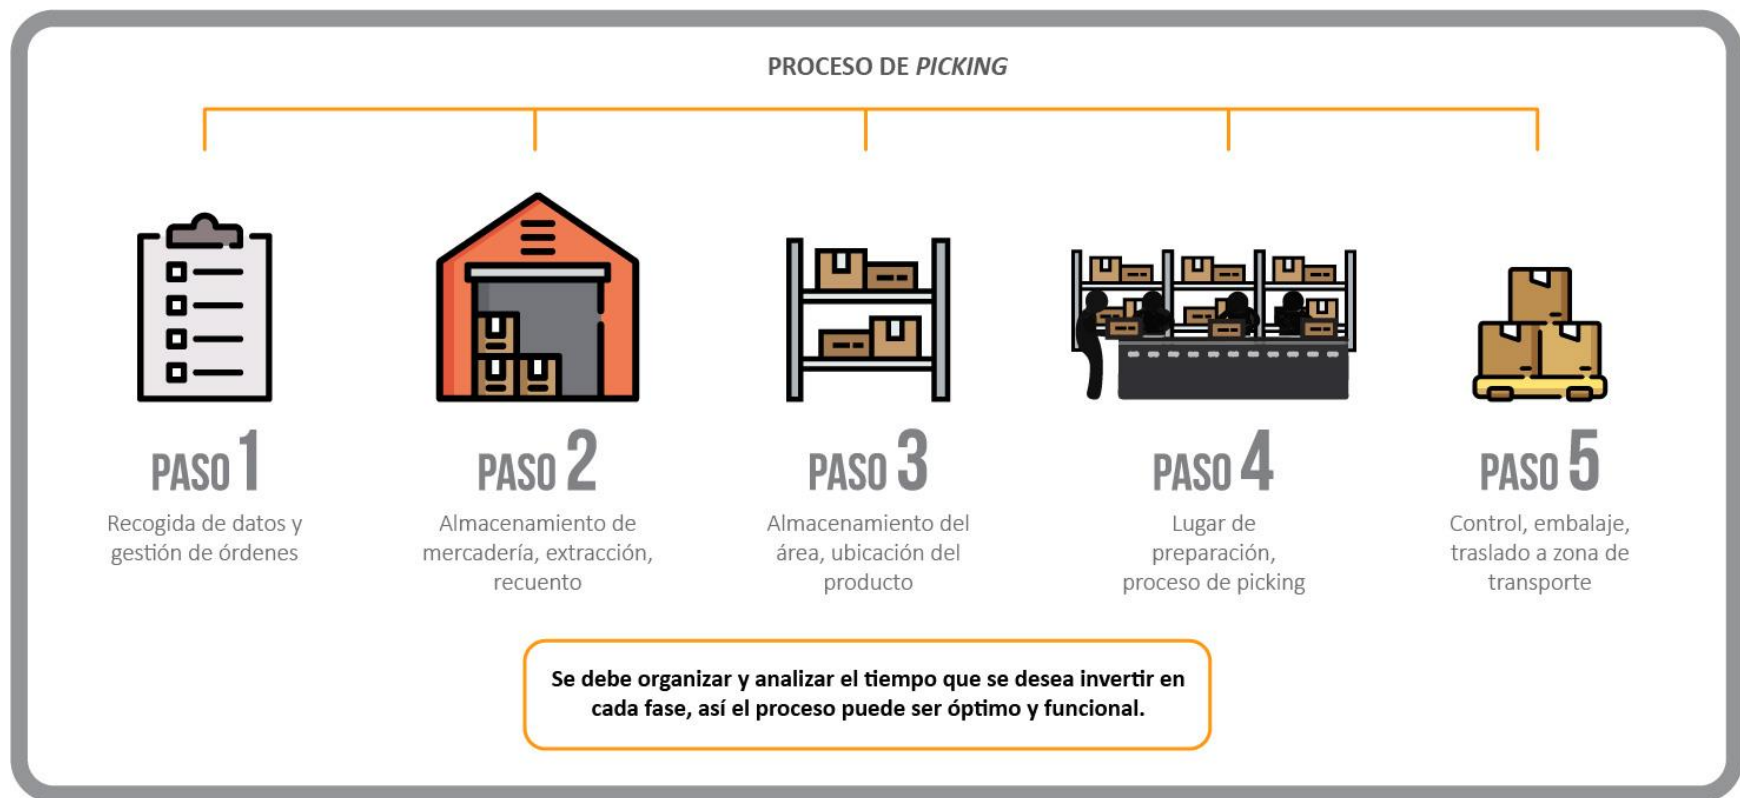 PROCESO DE PICKING
PASO 1
Recogida de datos y
gestión de órdenes
PASO 2
Almacenamiento de
mercadería, extracción,
recuento
PASO 3
Almacenamiento del
área, ubicación del
producto
PASO 4
Lugar de
preparación,
proceso de picking
PASO 5
Control, embalaje,
traslado a zona de
transporte
Se debe organizar y analizar el tiempo que se desea invertir en
cada fase, así el proceso puede ser óptimo y funcional.